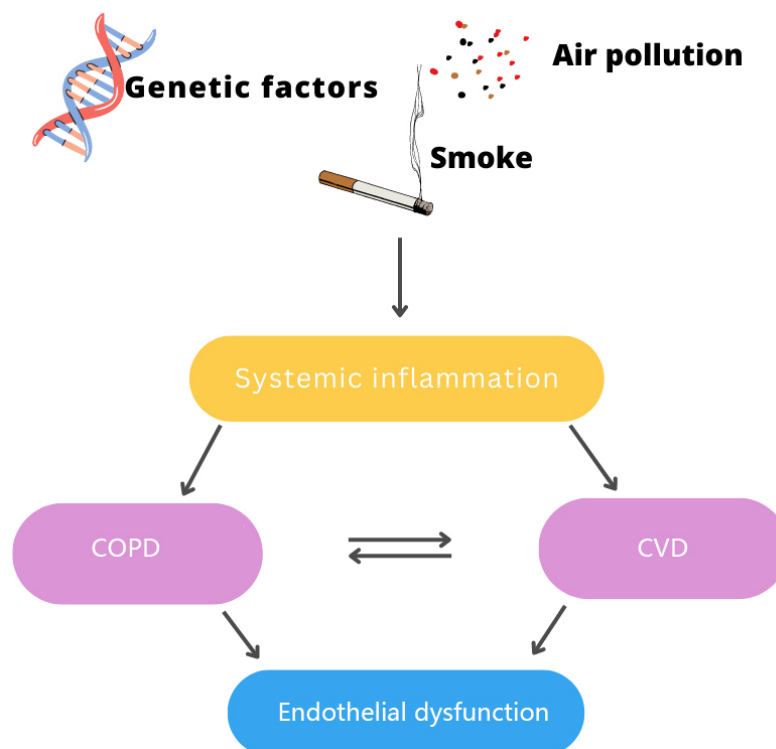 Air pollution
Genetic factors
Smoke
Systemic inflammation
COPD
CVD
Endothelial dysfunction